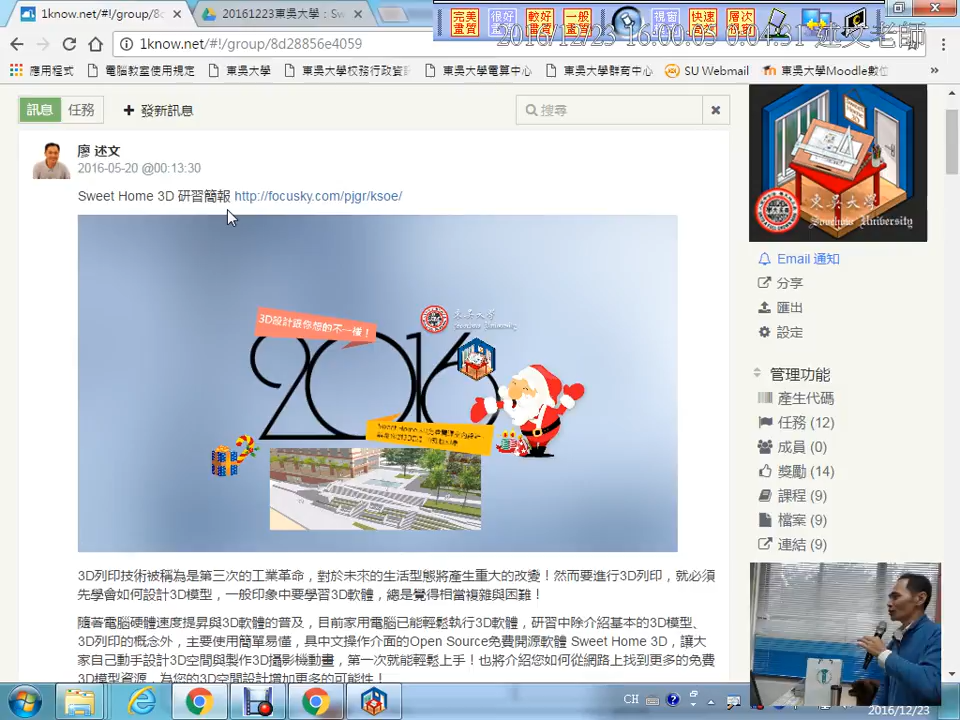 1know.net/#!/group/8
20161223東吳大學：Sw
完美畫質
很好畫質
較好畫質
一般畫質
視窗
快速
層次
2016/12/23 16:00:05 0:04:31 述文老師
1know.net/#!/group/8d28856e4059
應用程式
電腦教室使用規定
東吳大學
東吳大學校務行政資訊
東吳大學電算中心
東吳大學群育中心
SU Webmail
東吳大學Moodle數位
訊息
任務
發新訊息
搜尋
廖 述文
2016-05-20 @00:13:30
Sweet Home 3D 研習簡報 http://focusky.com/pjgr/ksoe/
3D設計跟你想的不一樣！
東吳大學
Soochow University
2016
3D列印技術被稱為是第三次的工業革命，對於未來的生活型態將產生重大的改變！然而要進行3D列印，就必須
先學會如何設計3D模型，一般印象中要學習3D軟體，總是覺得相當複雜與困難！
隨著電腦硬體速度提昇與3D軟體的普及，目前家用電腦已能輕鬆執行3D軟體，研習中除介紹基本的3D模型、
3D列印的概念外，主要使用簡單易懂，具中文操作介面的Open Source免費開源軟體 Sweet Home 3D，讓大
家自己動手設計3D空間與製作3D攝影機動畫，第一次就能輕鬆上手！也將介紹您如何從網路上找到更多的免費
3D模型資源，為您的3D空間設計增加更多的可能性！
東吳大學
Soochow University
Email 通知
分享
匯出
設定
管理功能
產生代碼
任務 (12)
成員 (0)
獎勵 (14)
課程 (9)
檔案 (9)
連結 (9)
CH
2016/12/23